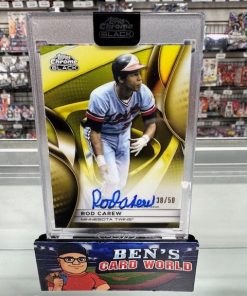 Topps
CHROME
BLACK
Topps
CHROME
BLACK
Rod Carew
38/50
ROD CAREW
MINNESOTA TWINS
BEN'S
CARD WORLD